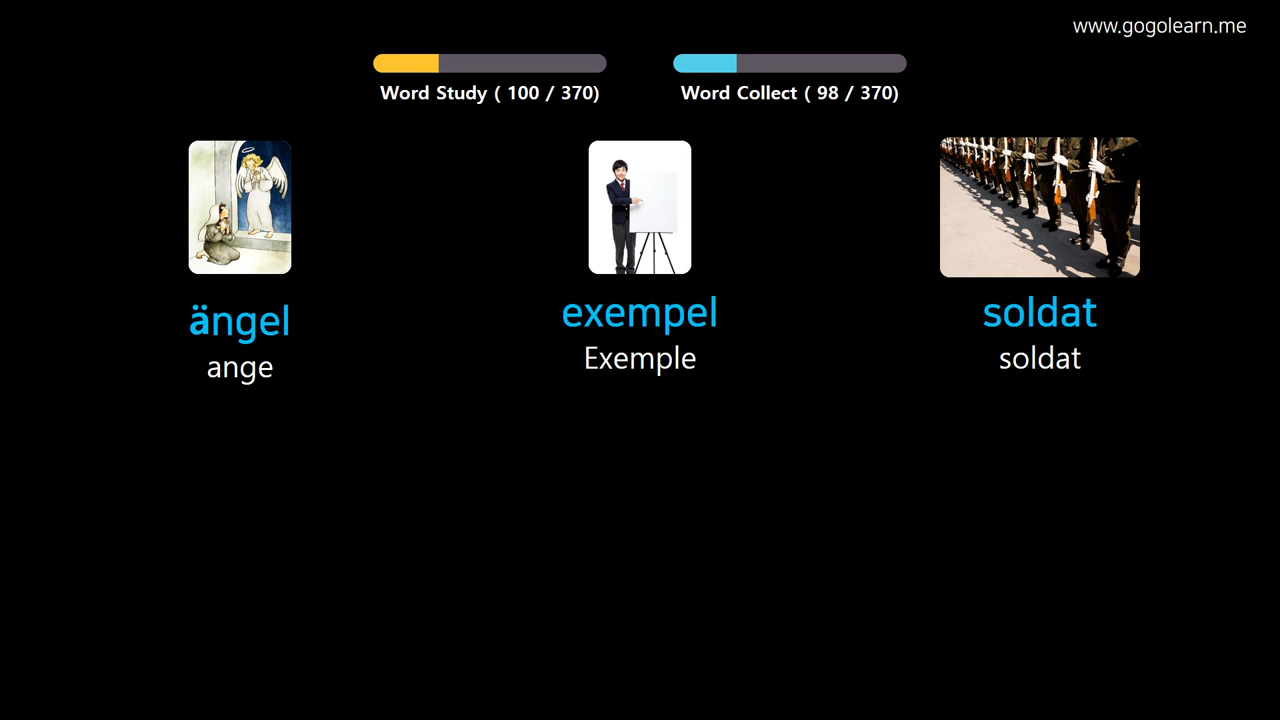 www.gogolearn.me
Word Study ( 100 / 370)
Word Collect ( 98 / 370)
ängel
ange
exempel
Exemple
soldat
soldat